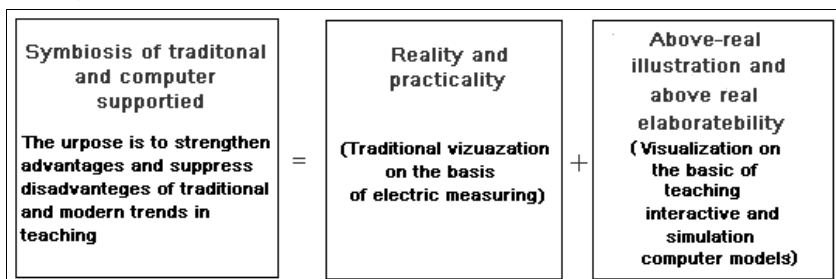 Symbiosis of traditonal
and computer
supportied
The urpose is to strengthen
advantages and suppress
disadvanteges of traditional
and modern trends in
teaching
=
Reality and
practicality
(Traditional vizuazation
on the basis
of electric measuring)
+
Above-real
illustration and
above real
elaboratebility
(Visualization on
the basic of
teaching
interactive and
simulation
computer models)